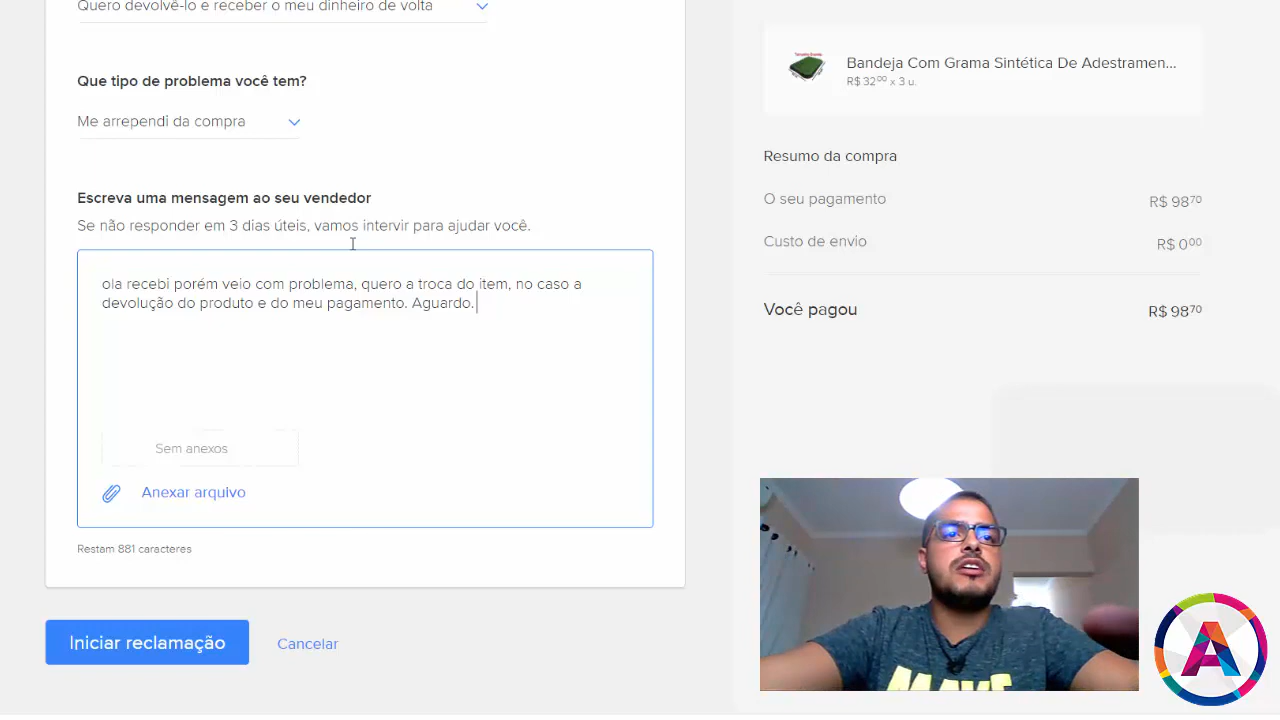 Quero devolvê-lo e receber o meu dinheiro de volta
Que tipo de problema você tem?
Me arrependi da compra
Escreva uma mensagem ao seu vendedor
Se não responder em 3 dias úteis, vamos intervir para ajudar você.
ola recebi porém veio com problema, quero a troca do item, no caso a
devolução do produto e do meu pagamento. Aguardo.
Sem anexos
Anexar arquivo
Restam 881 caracteres
Iniciar reclamação
Cancelar
Bandeja Com Grama Sintética De Adestramen...
R$ 32⁰⁰ x 3 u.
Resumo da compra
O seu pagamento R$ 98⁷⁰
Custo de envio R$ 0⁰⁰
Você pagou R$ 98⁷⁰
MAKE
A